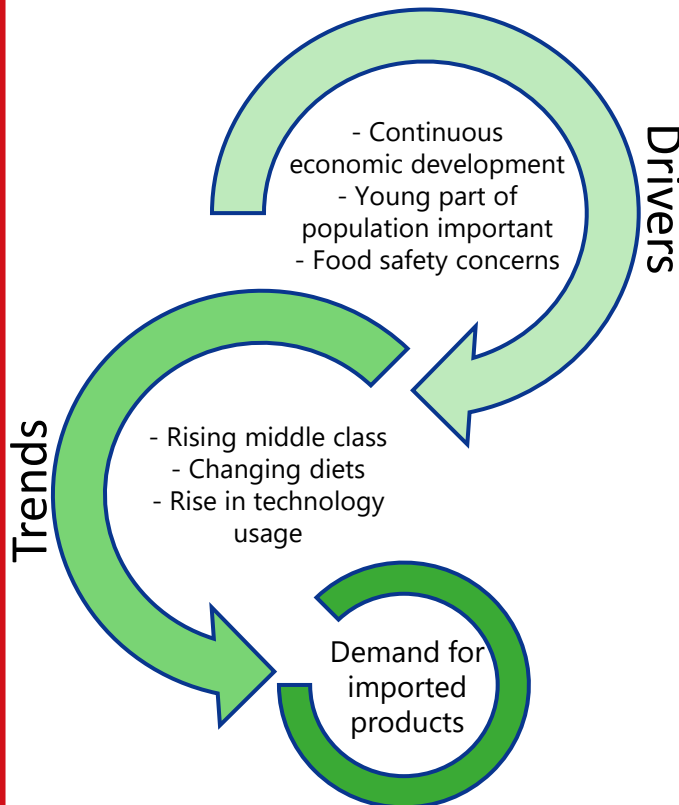 - Continuous
economic development
- Young part of
population important
- Food safety concerns
Drivers
- Rising middle class
- Changing diets
- Rise in technology
usage
Trends
Demand for
imported
products